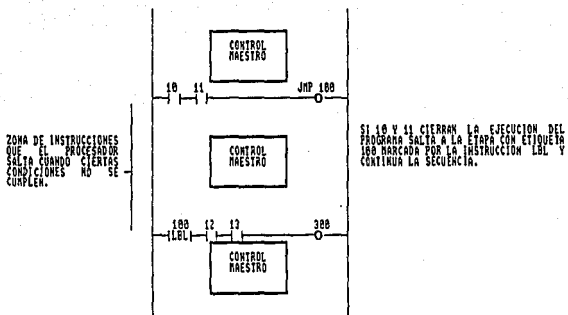 CONTROL
MAESTRO
10 11 JMP 100
ZONA DE INSTRUCCIONES
QUE EL PROCESADOR
SALTA CUANDO CIERTAS
CONDICIONES NO SE
CUMPLEN.
CONTROL
MAESTRO
SI 10 Y 11 CIERRAN LA EJECUCION DEL
PROGRAMA SALTA A LA ETAPA CON ETIQUETA
100 MARCADA POR LA INSTRUCCION LBL Y
CONTINUA LA SECUENCIA.
100 12 13 300
LBL
CONTROL
MAESTRO